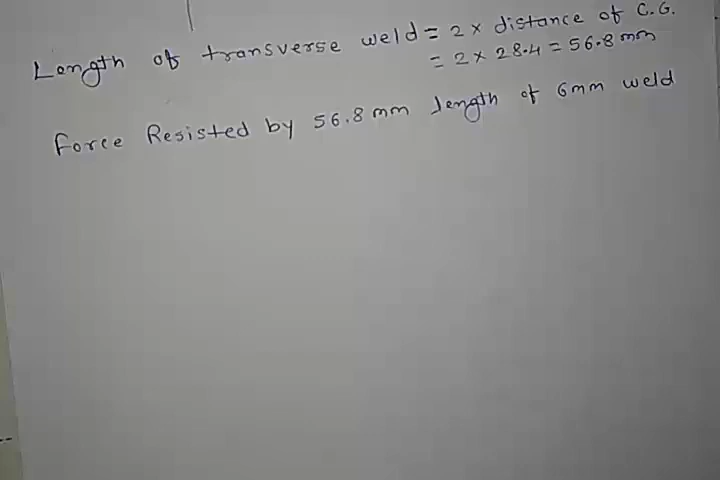 Length of transverse weld = 2 x distance of C.G.
= 2 x 28.4 = 56.8 mm
Force Resisted by 56.8 mm length of 6mm weld